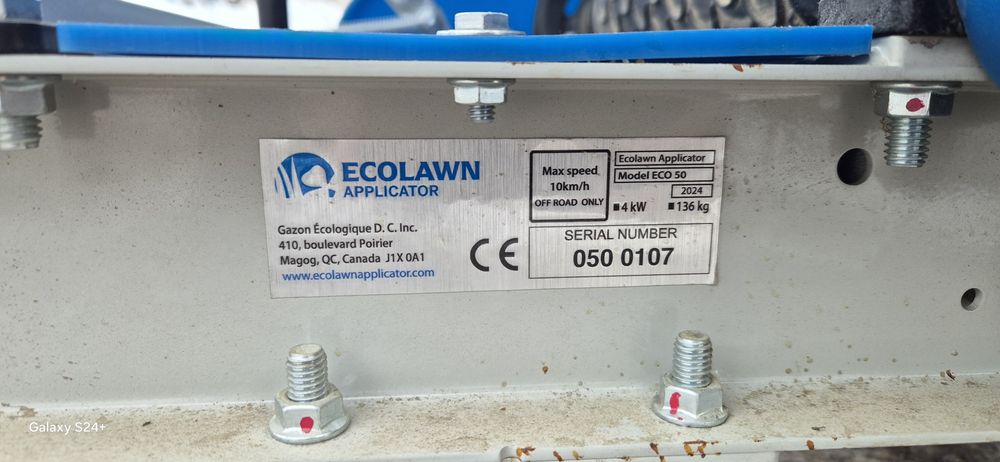 ECOLAWN
APPLICATOR
Gazon Écologique D. C. Inc.
410, boulevard Poirier
Magog, QC, Canada J1X 0A1
www.ecolawnapplicator.com
CE
Max speed
10km/h
OFF ROAD ONLY
Ecolawn Applicator
Model ECO 50
2024
4 kW 136 kg
SERIAL NUMBER
050 0107
Galaxy S24+